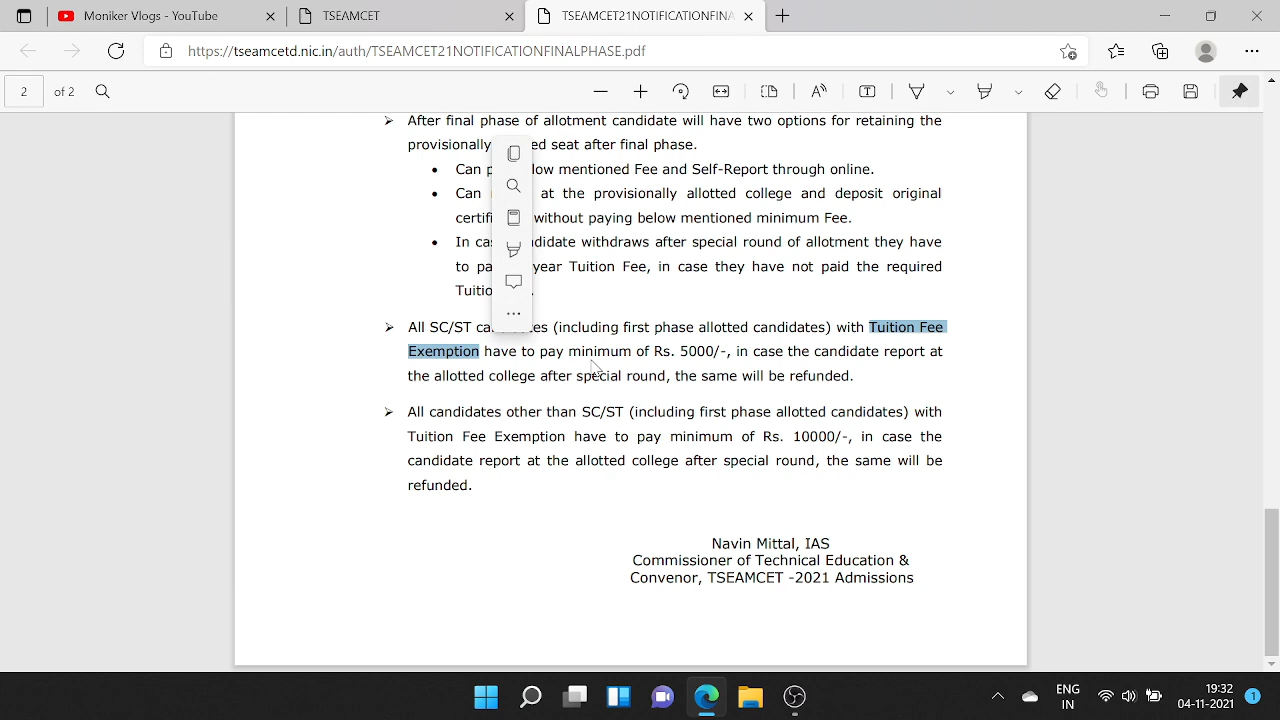 Moniker Vlogs - YouTube
TSEAMCET
TSEAMCET21NOTIFICATIONFINA
https://tseamcetd.nic.in/auth/TSEAMCET21NOTIFICATIONFINALPHASE.pdf
2 of 2
After final phase of allotment candidate will have two options for retaining the
provisionally ed seat after final phase.
Can p low mentioned Fee and Self-Report through online.
Can at the provisionally allotted college and deposit original
certifi without paying below mentioned minimum Fee.
In cas ndidate withdraws after special round of allotment they have
to pa year Tuition Fee, in case they have not paid the required
Tuitio
All SC/ST ca es (including first phase allotted candidates) with Tuition Fee
Exemption have to pay minimum of Rs. 5000/-, in case the candidate report at
the allotted college after special round, the same will be refunded.
All candidates other than SC/ST (including first phase allotted candidates) with
Tuition Fee Exemption have to pay minimum of Rs. 10000/-, in case the
candidate report at the allotted college after special round, the same will be
refunded.
Navin Mittal, IAS
Commissioner of Technical Education &
Convenor, TSEAMCET -2021 Admissions
ENG
IN
19:32
04-11-2021
1